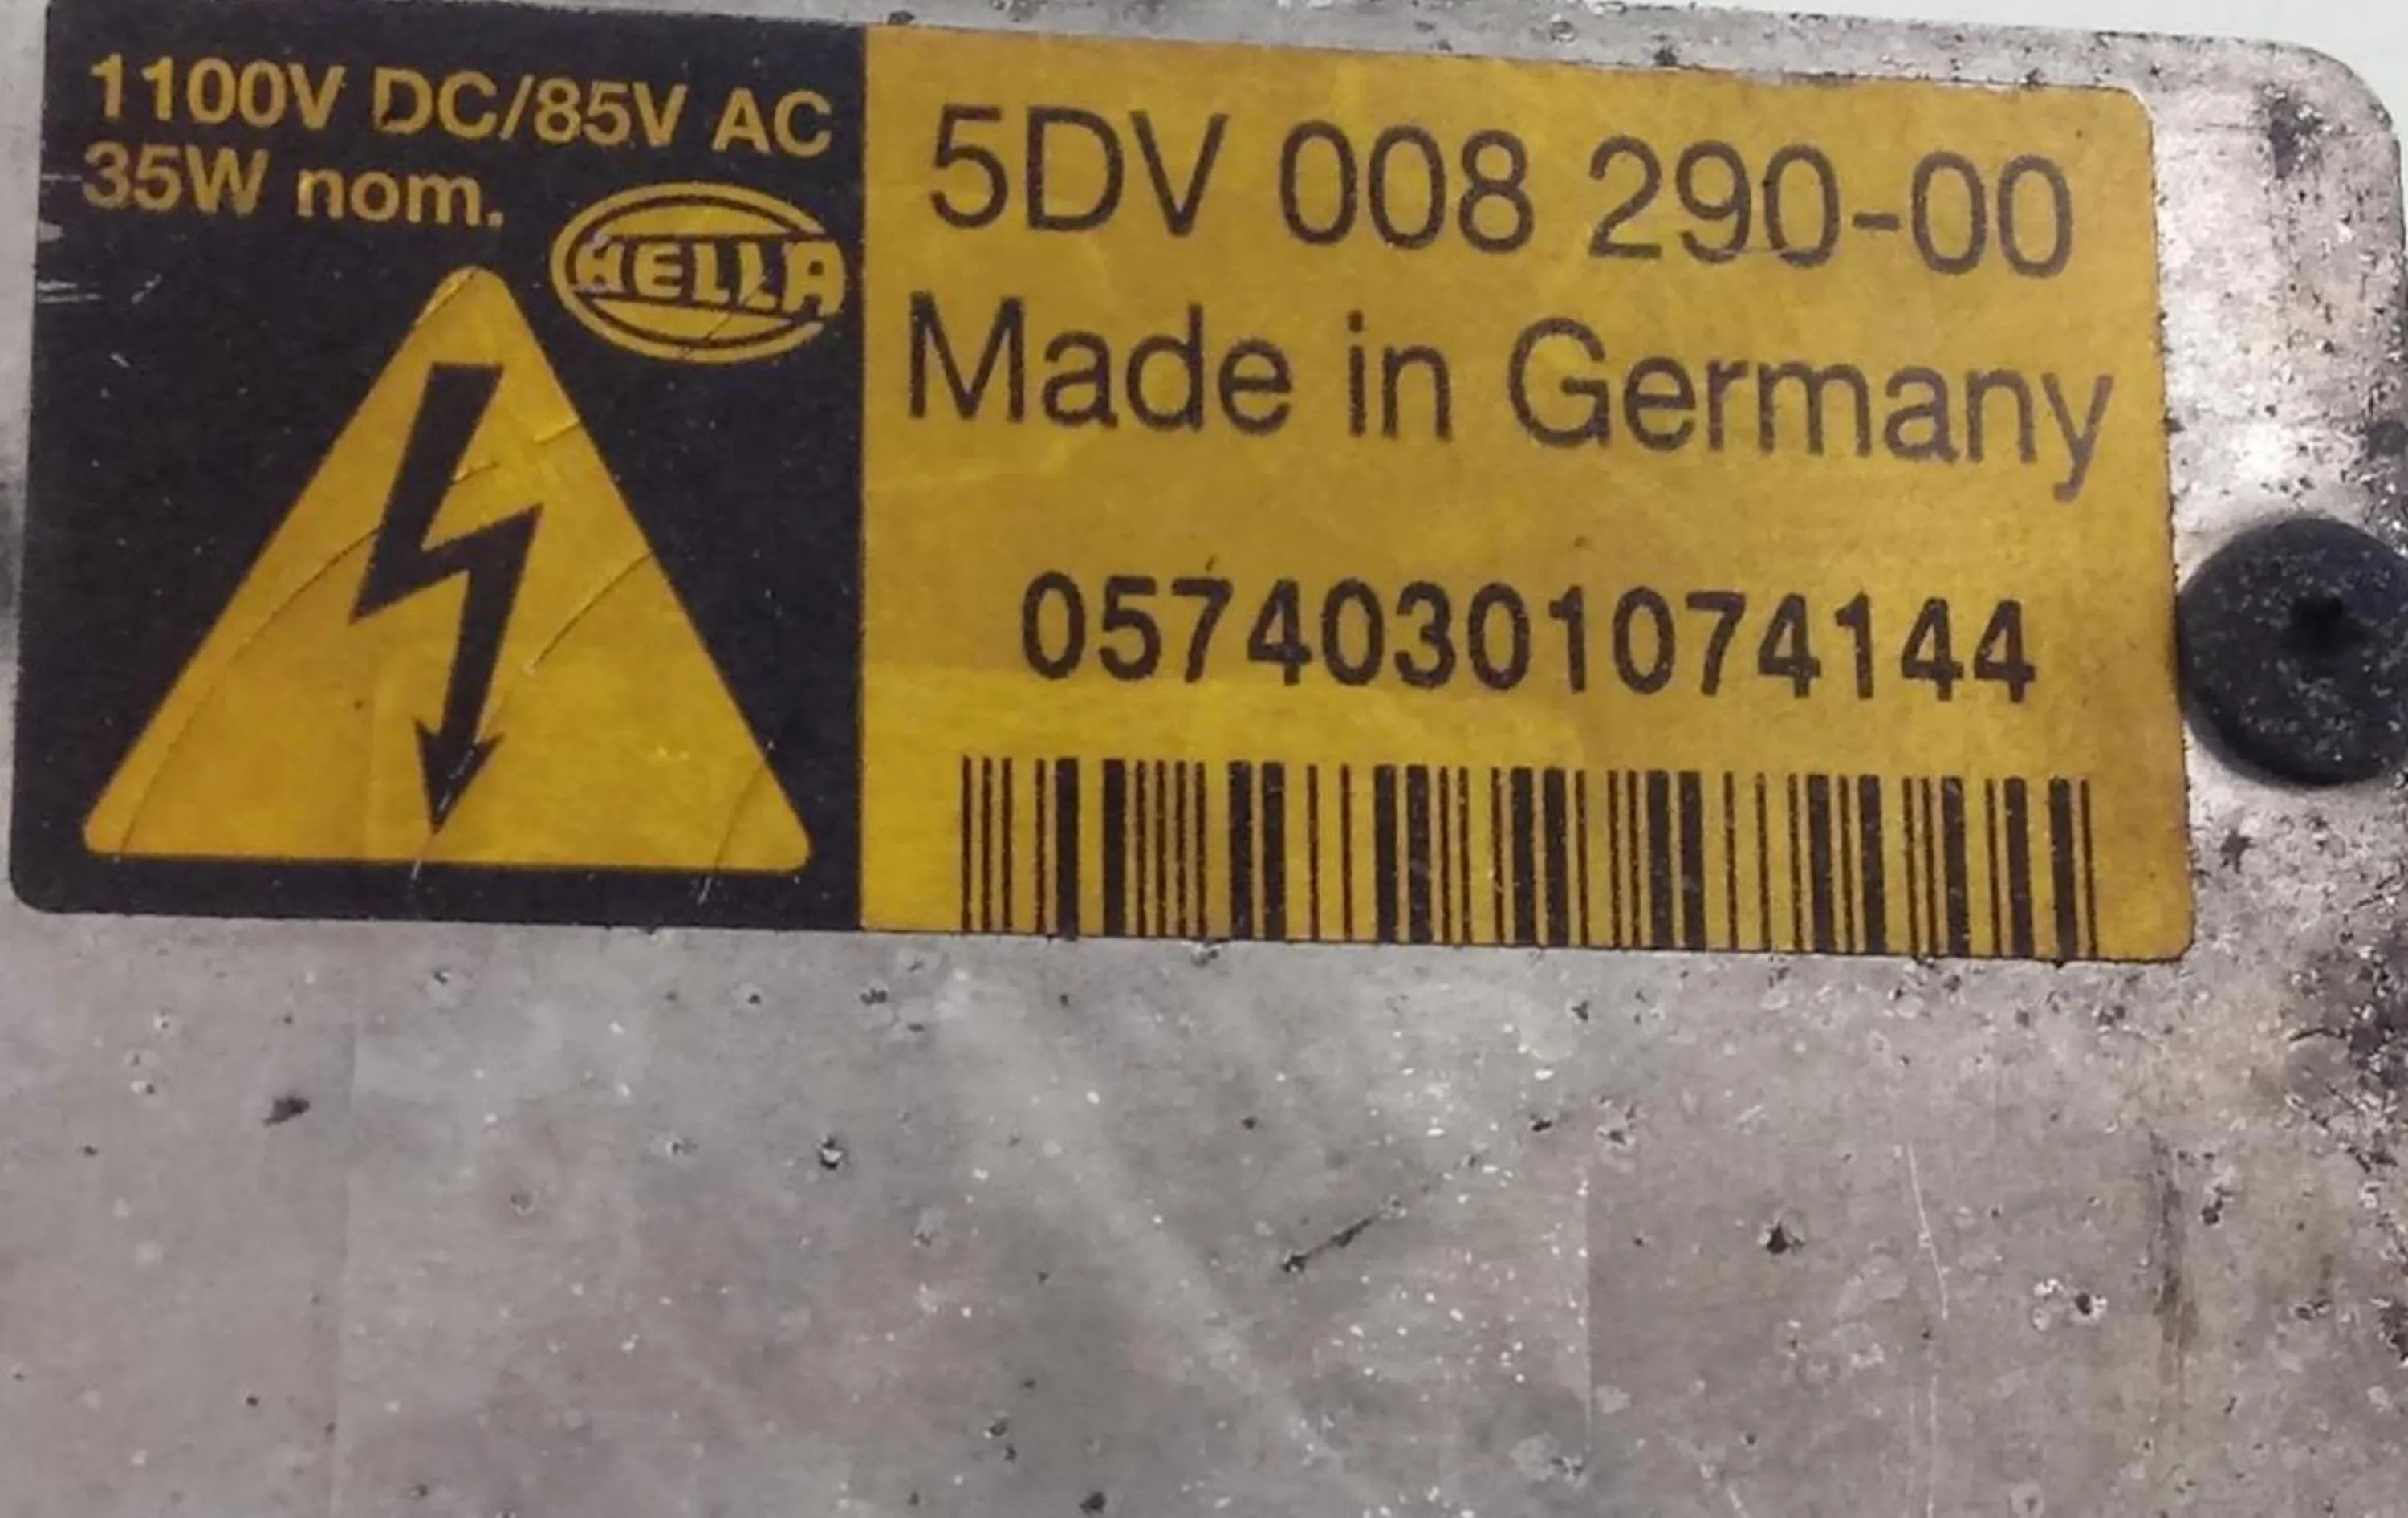 1100V DC/85V AC
35W nom.
HELLA
5DV 008 290-00
Made in Germany
05740301074144